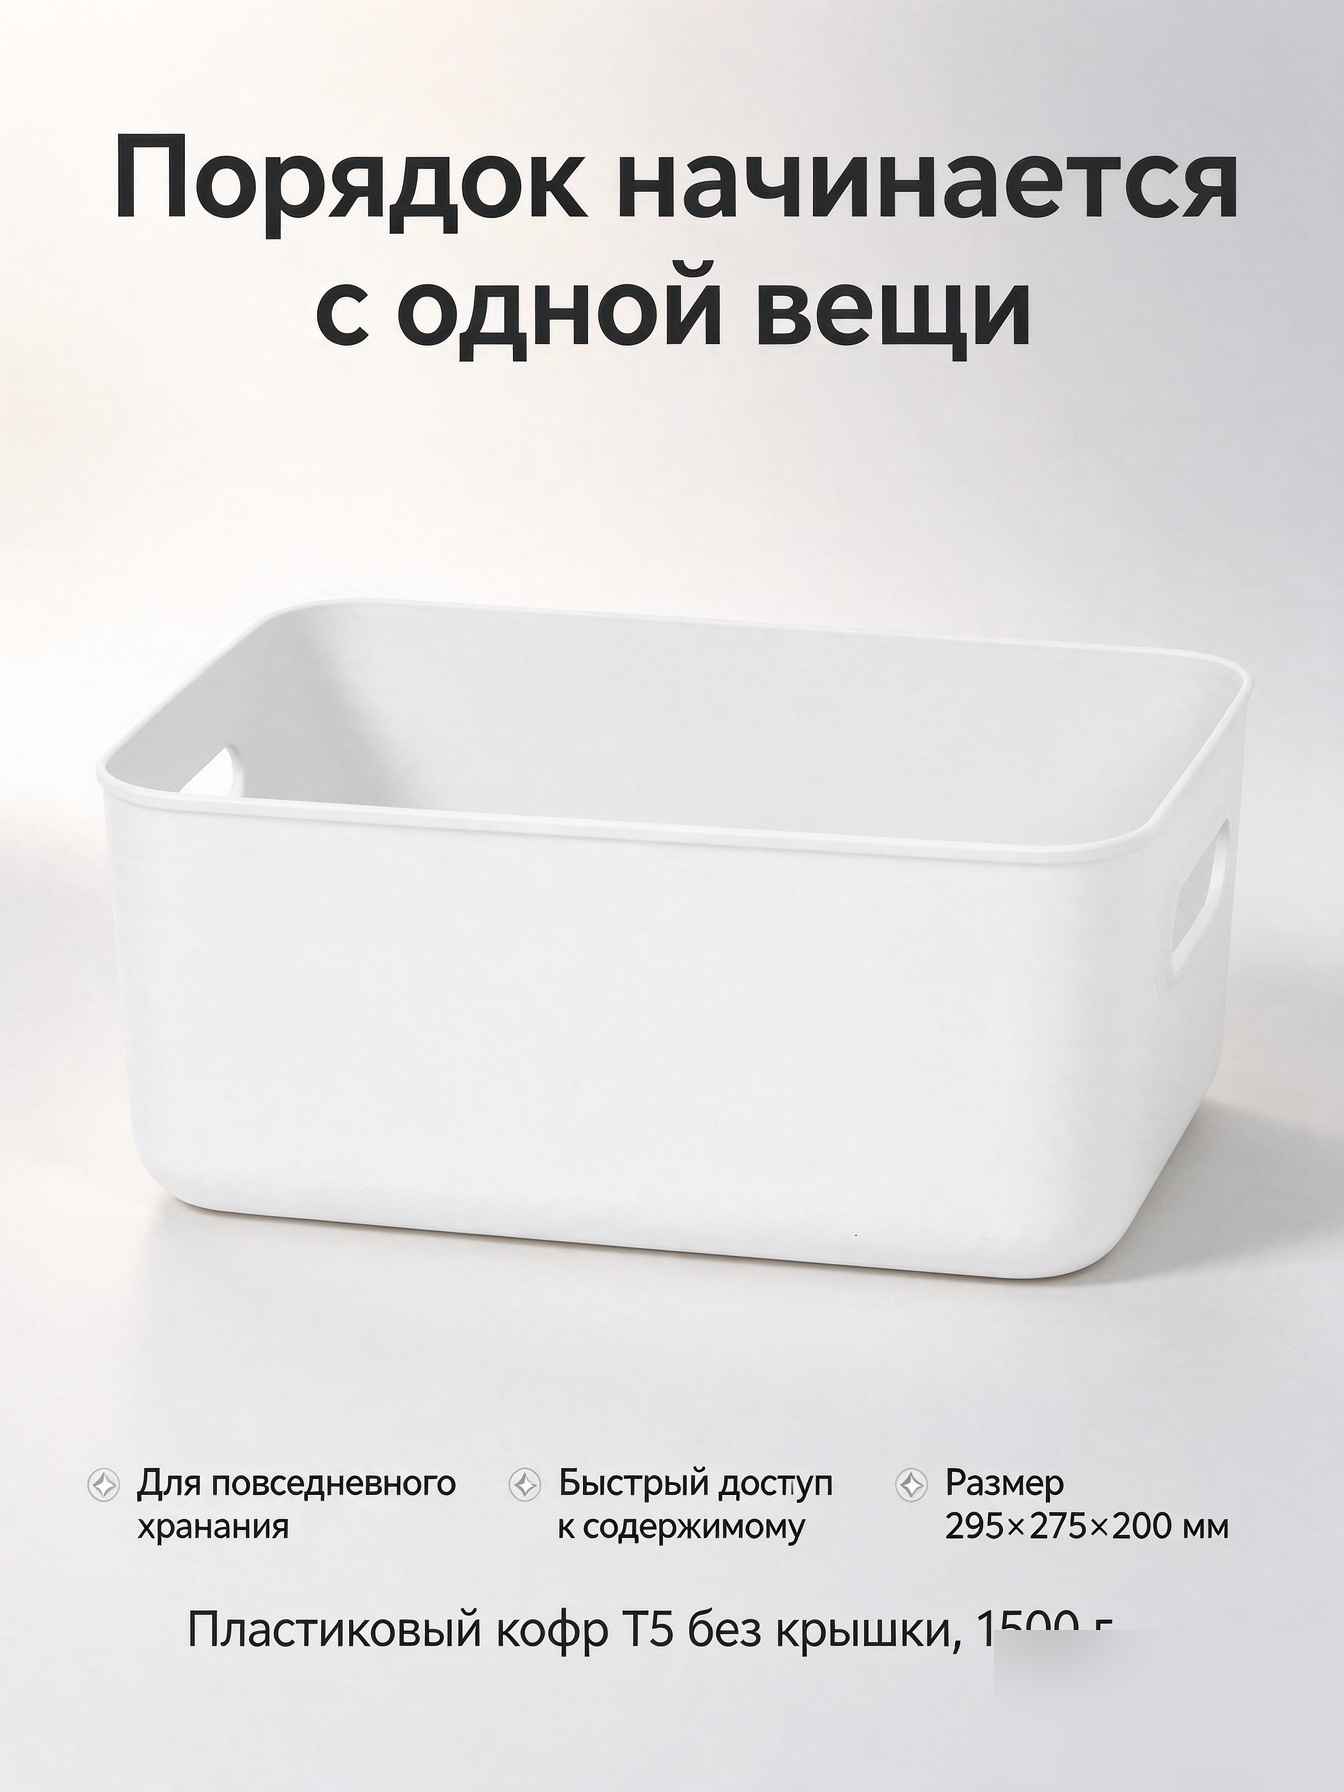 Порядок начинается
с одной вещи
Для повседневного
хранания
Быстрый доступ
к содержимому
Размер
295×275×200 мм
Пластиковый кофр Т5 без крышки,